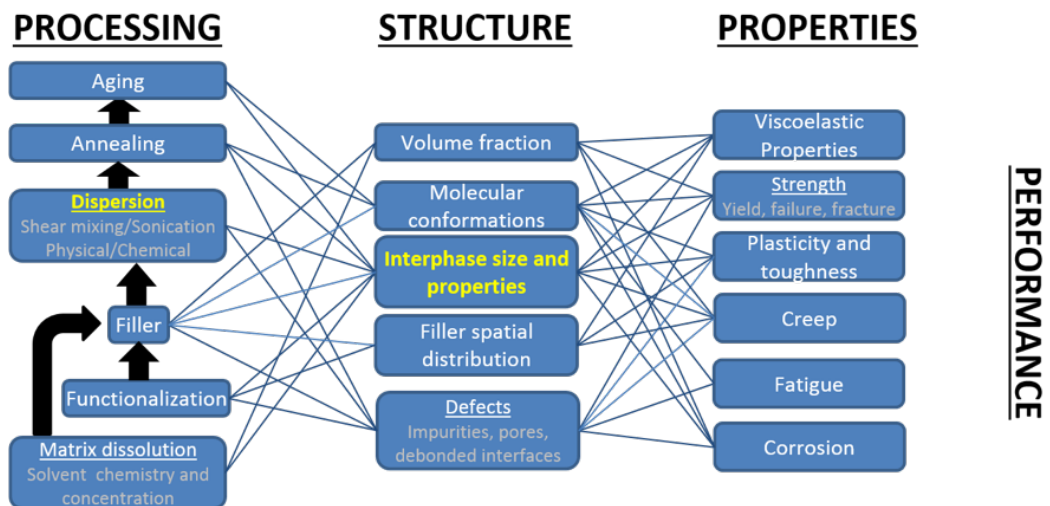 PROCESSING
STRUCTURE
PROPERTIES
Aging
Annealing
Dispersion
Shear mixing/Sonication
Physical/Chemical
Filler
Functionalization
Matrix dissolution
Solvent chemistry and
concentration
Volume fraction
Molecular
conformations
Interphase size and
properties
Filler spatial
distribution
Defects
Impurities, pores,
debonded interfaces
Viscoelastic
Properties
Strength
Yield, failure, fracture
Plasticity and
toughness
Creep
Fatigue
Corrosion
PERFORMANCE